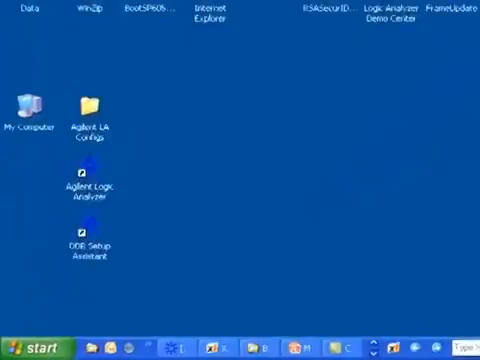 Data
WinZip
BootSP605...
Internet
Explorer
RSASecurID...
Logic Analyzer
Demo Center
FrameUpdate
My Computer
Agilent LA
Configs
Agilent Logic
Analyzer
DDR Setup
Assistant
start
[
X
B
M
C
Type